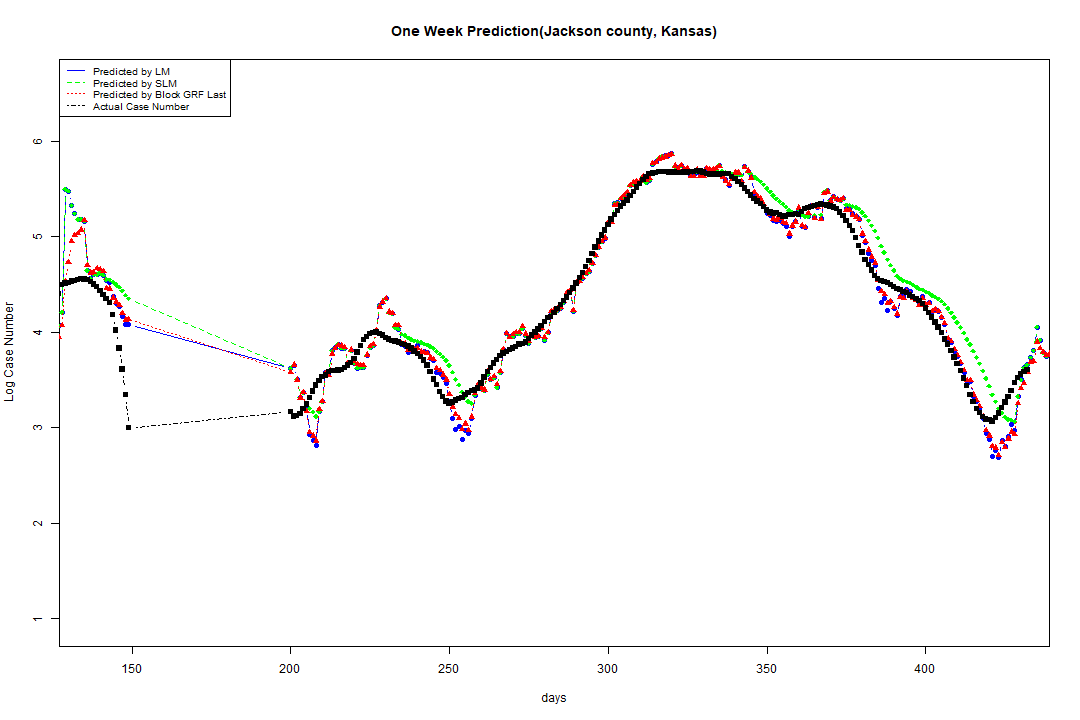 One Week Prediction(Jackson county, Kansas)
Predicted by LM
Predicted by SLM
Predicted by Block GRF Last
Actual Case Number
Log Case Number
6
5
4
3
2
1
150 200 250 300 350 400
days